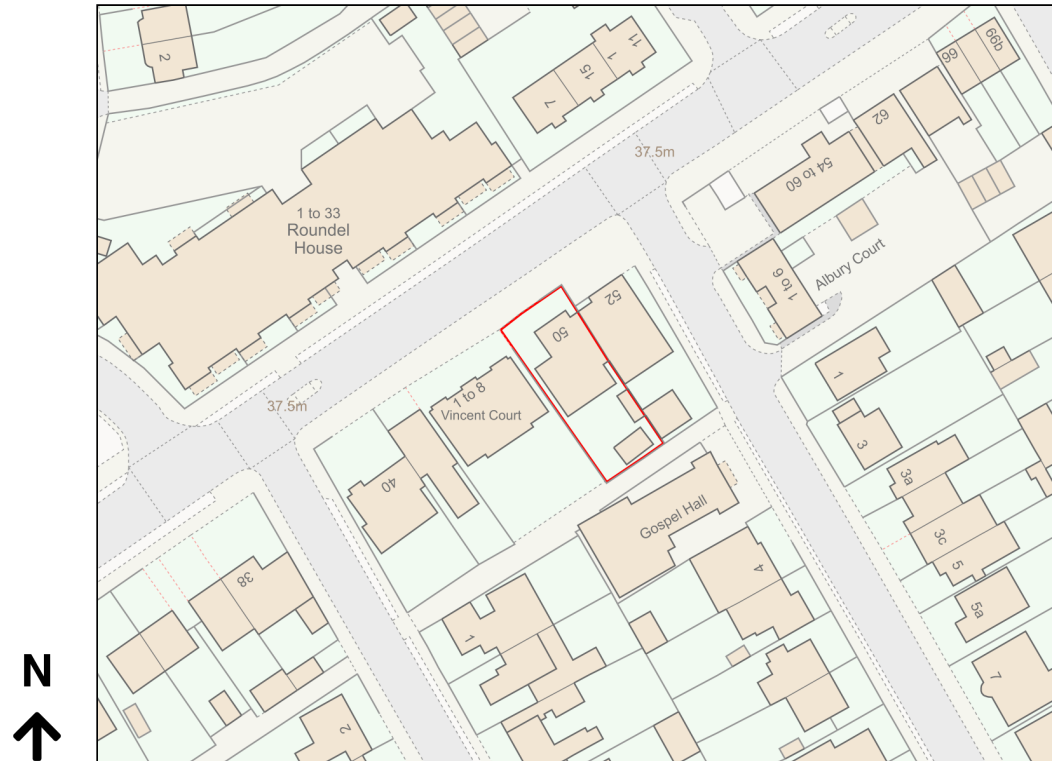 2
11
1
15
7
66
99b
62
54 to 60
37.5m
1 to 33
Roundel
House
Albury Court
1 to 6
52
50
1 to 8
Vincent Court
37.5m
1
3
40
3a
Gospel Hall
3c
5
4
38
5a
1
7
2
N